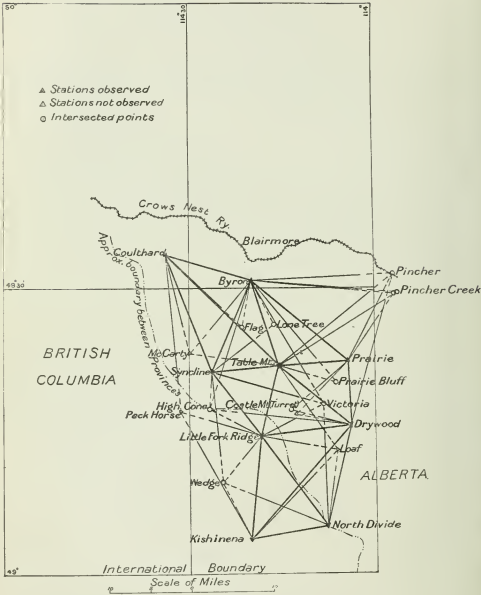 50°
114°30'
114°
Stations observed
Stations not observed
Intersected points
Crows Nest Ry.
Blairmore
Coulthard
Approx. boundary between Provinces
Pincher
Byron
Pincher Creek
49°30'
Flag
Lone Tree
McCarty
Table Mt.
Prairie
BRITISH
COLUMBIA
Syncline
Prairie Bluff
High Cone
Castle Mt. Turret
Victoria
Peck Horse
Drywood
Little Fork Ridge
Loaf
ALBERTA
Wedge
North Divide
Kishinena
International Boundary
49°
Scale of Miles